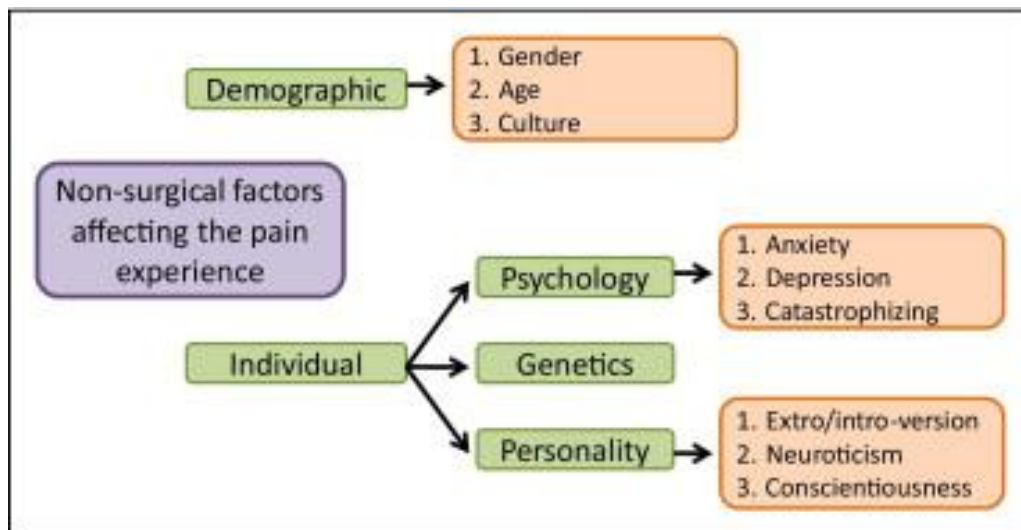 Demographic
1. Gender
2. Age
3. Culture
Non-surgical factors
affecting the pain
experience
Individual
Psychology
1. Anxiety
2. Depression
3. Catastrophizing
Genetics
Personality
1. Extro/intro-version
2. Neuroticism
3. Conscientiousness